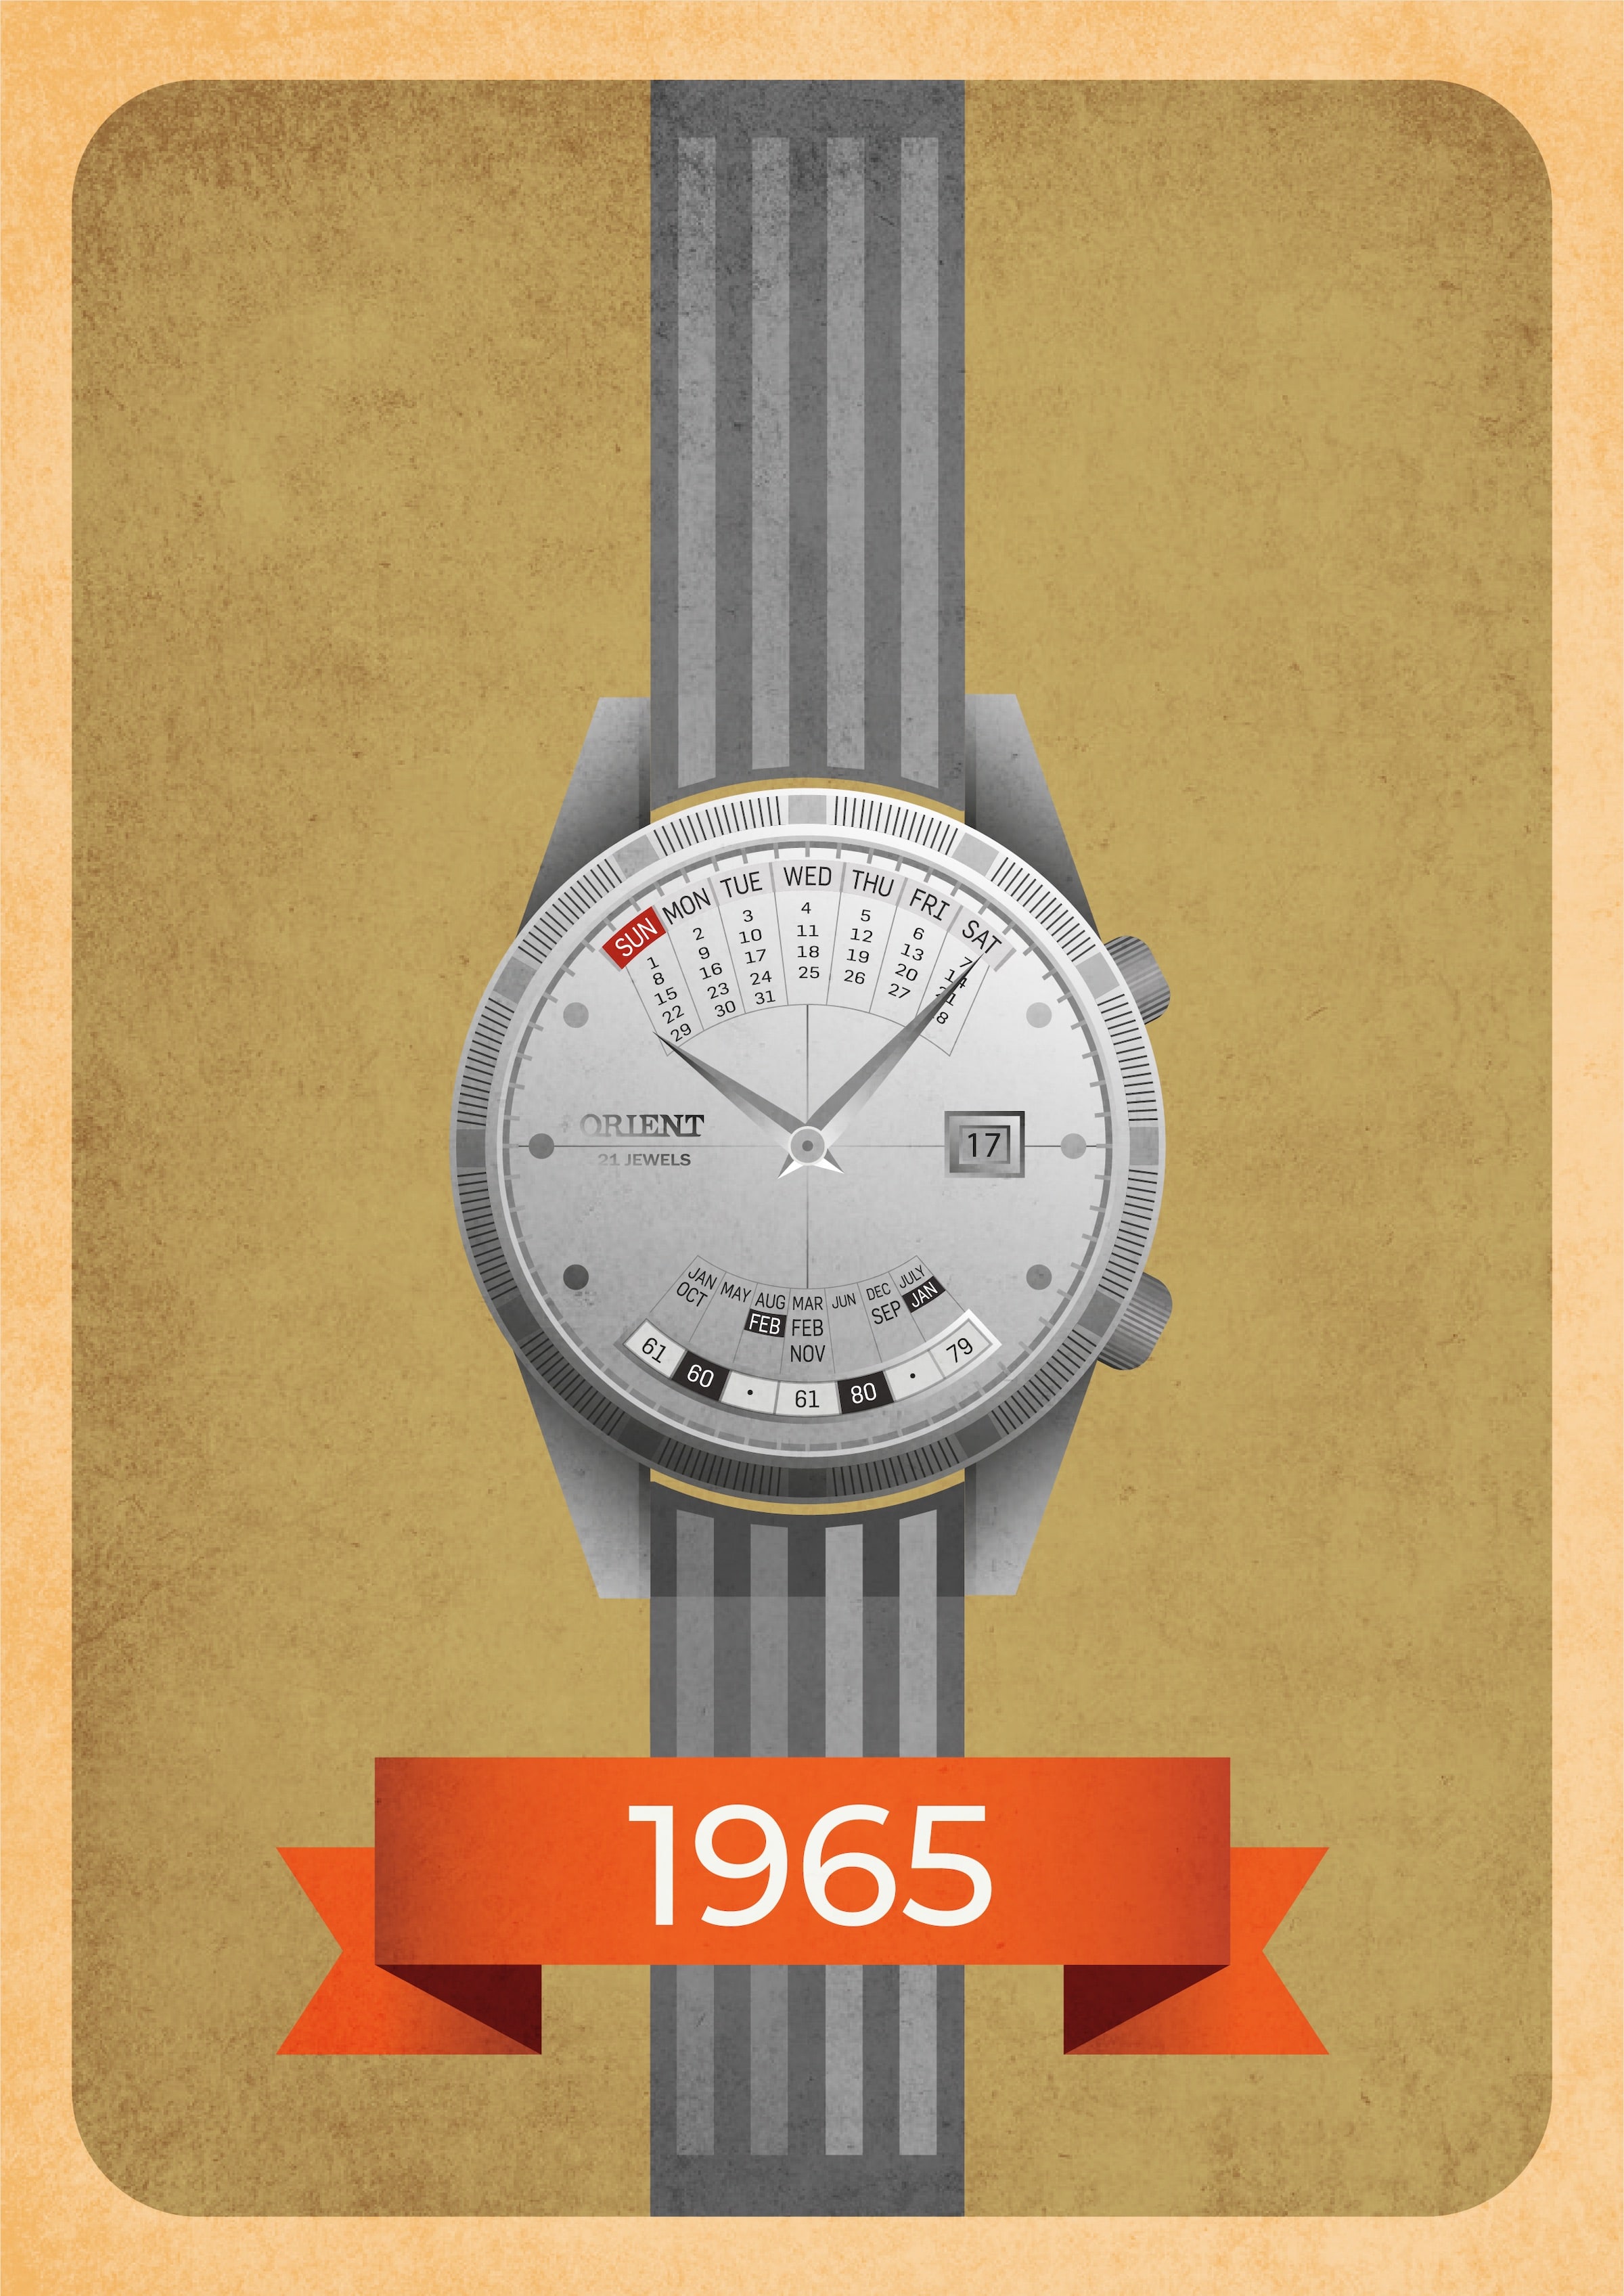 SUN MON TUE WED THU FRI SAT
1 2 3 4 5 6 7
8 9 10 11 12 13 14
15 16 17 18 19 20 21
22 23 24 25 26 27 8
29 30 31
ORIENT
21 JEWELS
17
JAN MAY AUG MAR JUN DEC JULY
OCT FEB FEB SEP JAN
NOV
61 60 • 61 80 • 79
1965